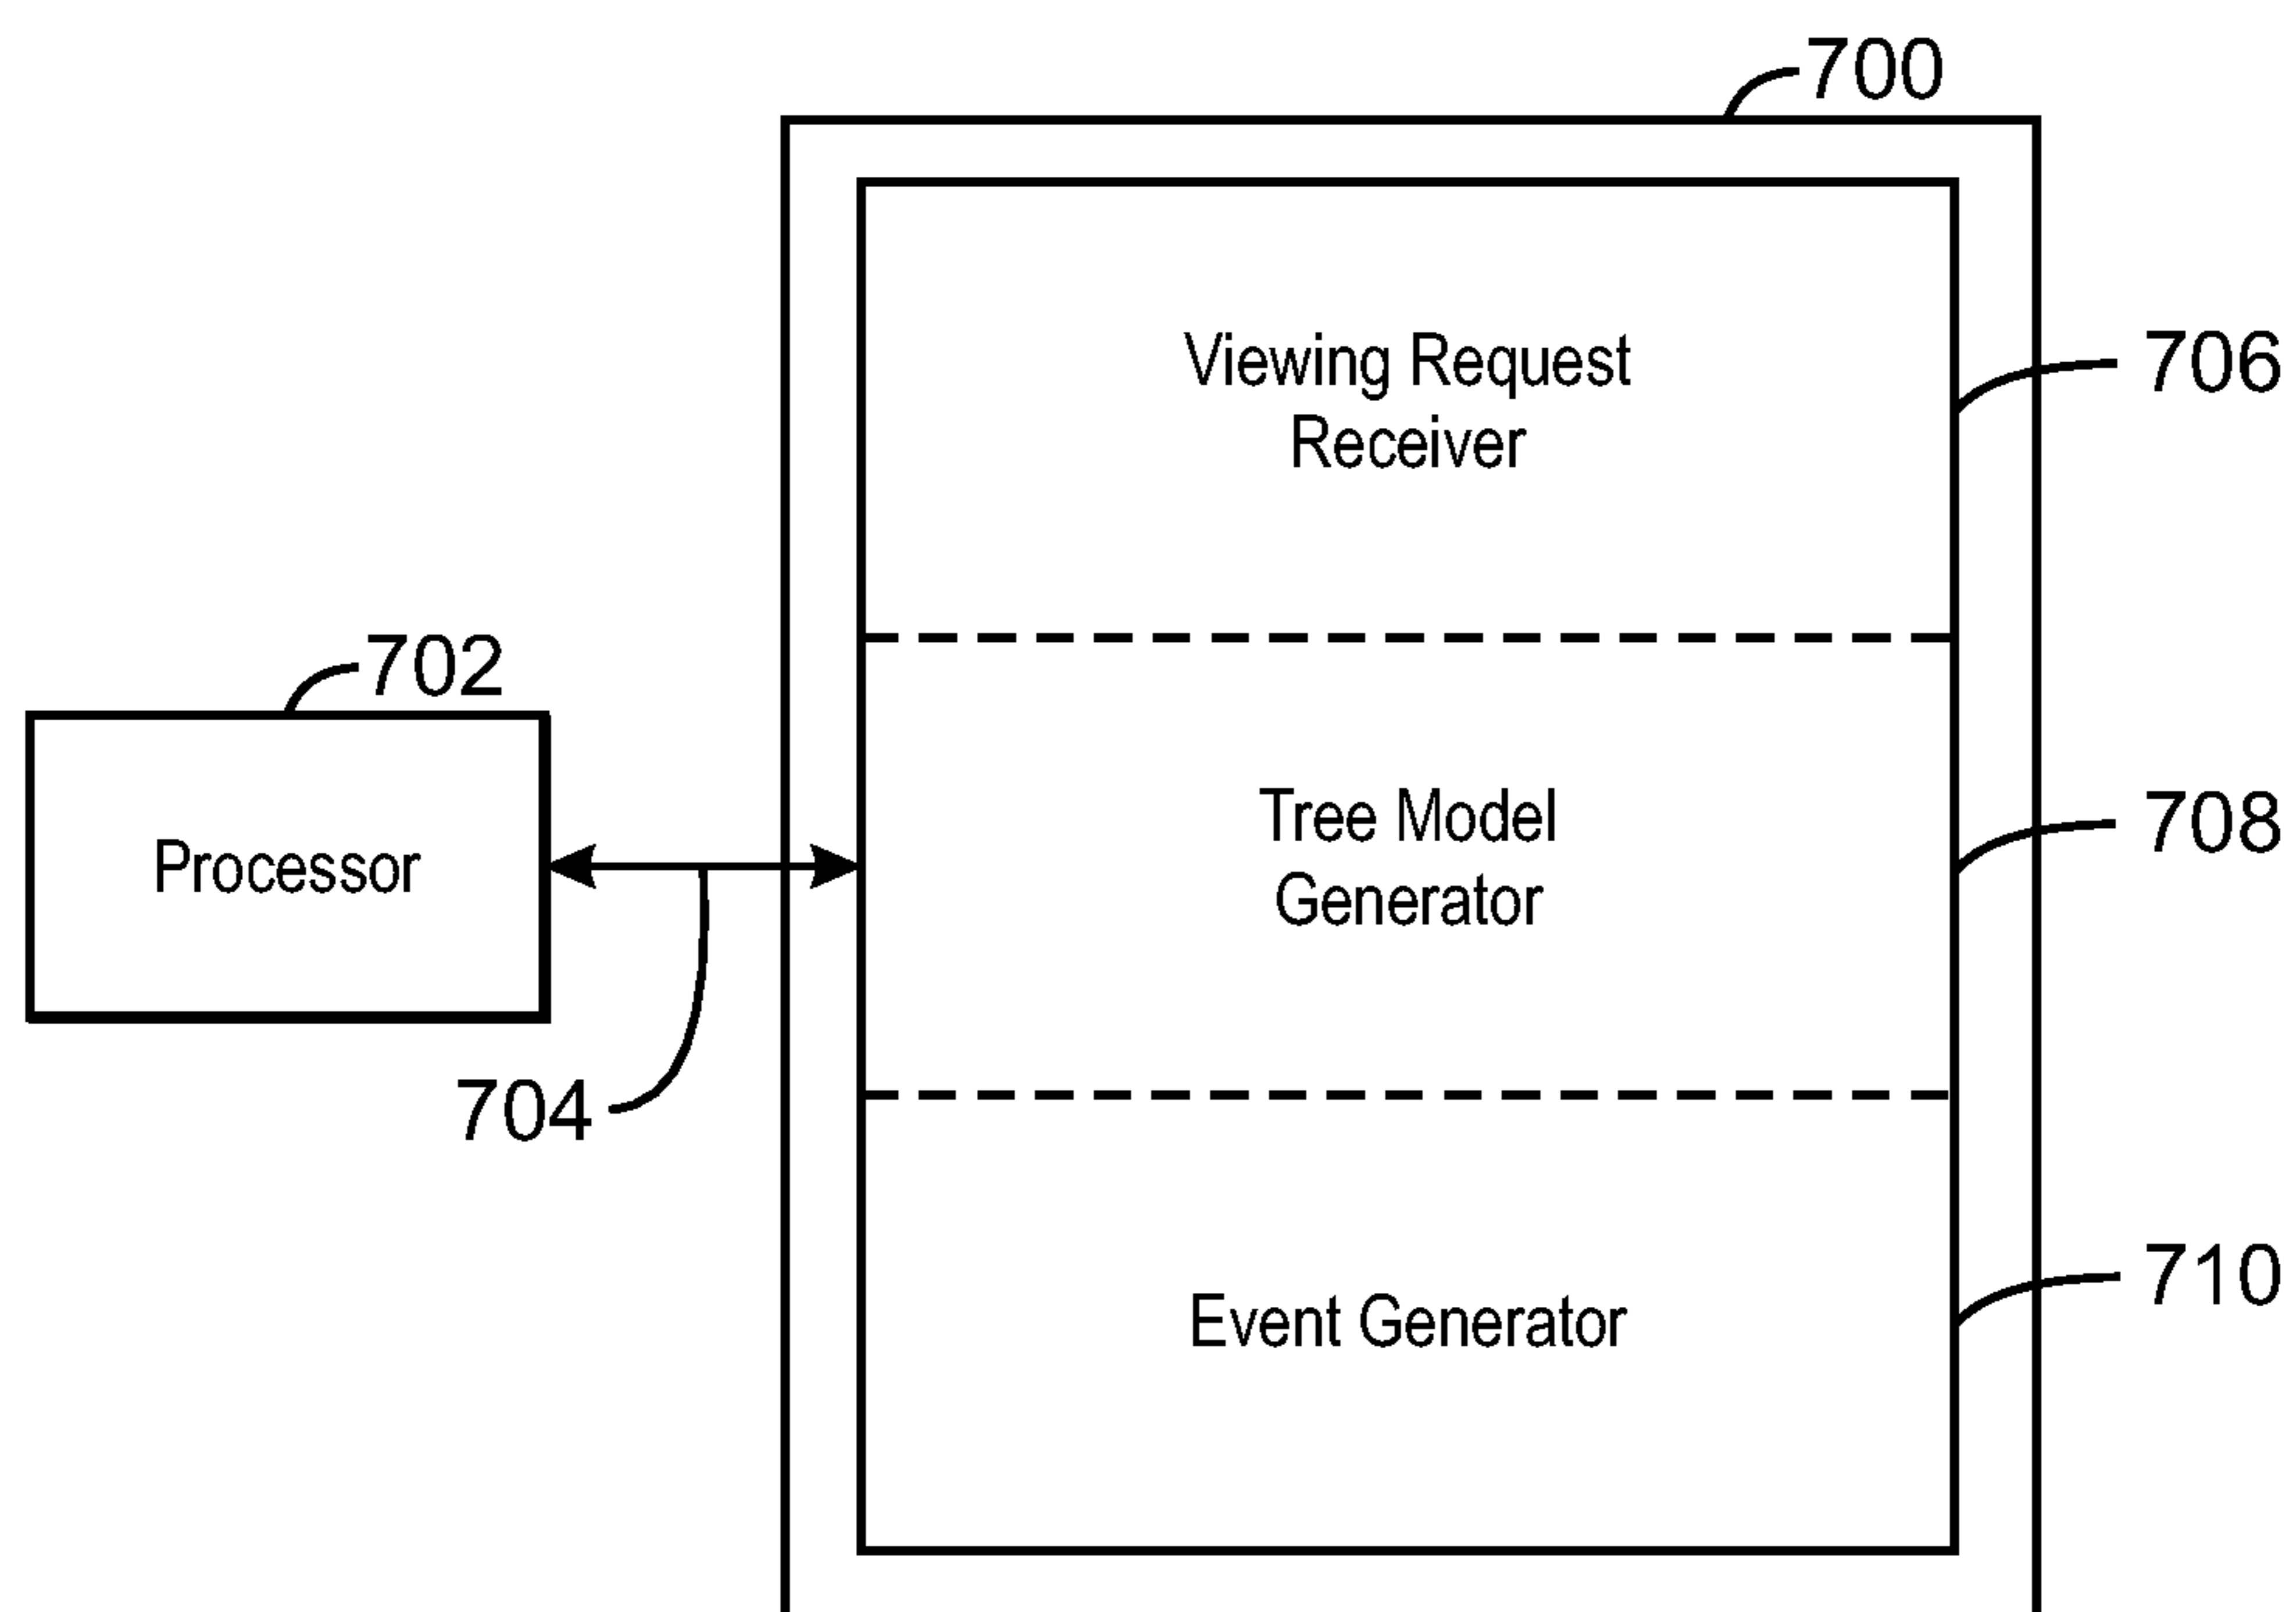 700
Viewing Request
Receiver
706
702
Processor
Tree Model
Generator
708
704
Event Generator
710